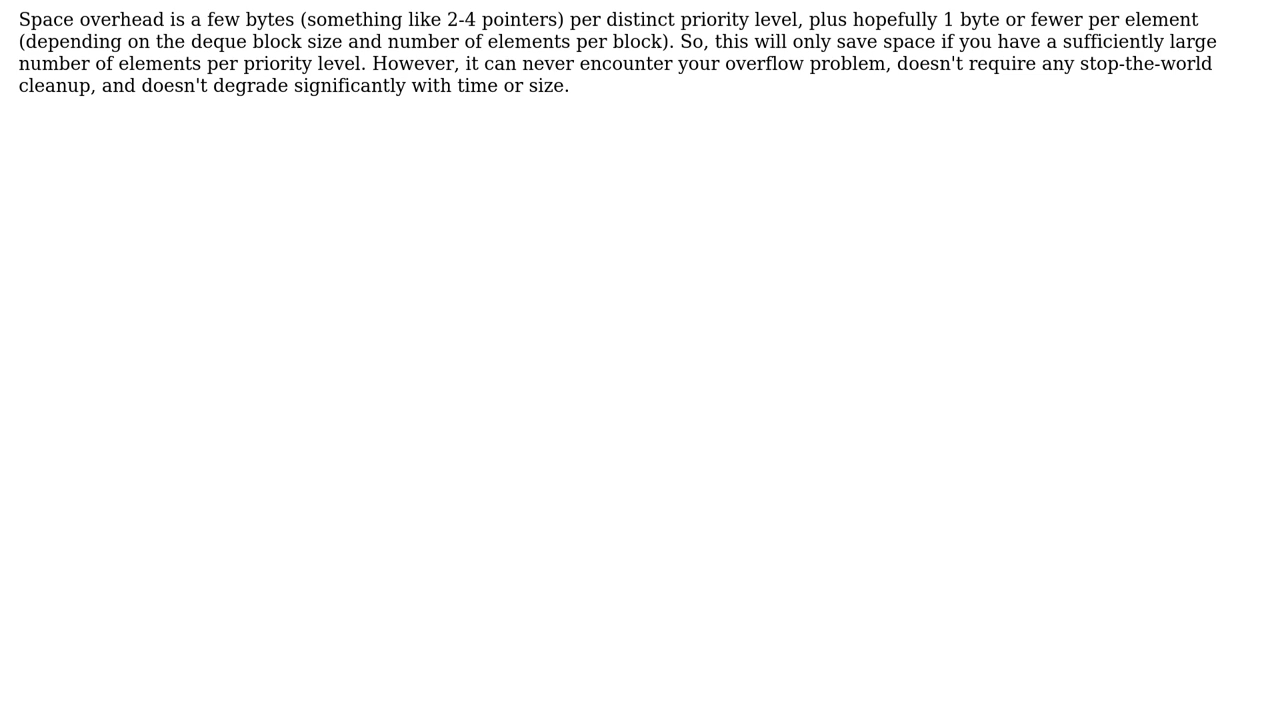 Space overhead is a few bytes (something like 2-4 pointers) per distinct priority level, plus hopefully 1 byte or fewer per element
(depending on the deque block size and number of elements per block). So, this will only save space if you have a sufficiently large
number of elements per priority level. However, it can never encounter your overflow problem, doesn't require any stop-the-world
cleanup, and doesn't degrade significantly with time or size.